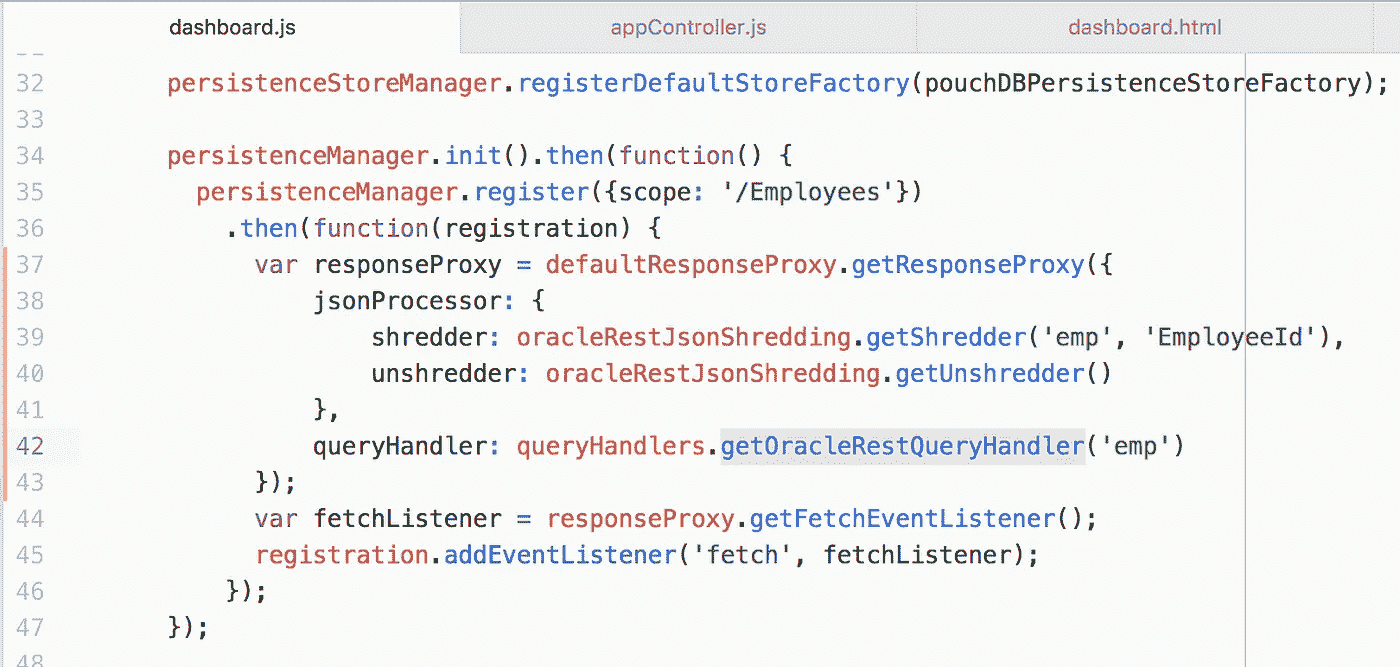 dashboard.js appController.js dashboard.html
32 persistenceStoreManager.registerDefaultStoreFactory(pouchDBPersistenceStoreFactory);
33
34 persistenceManager.init().then(function() {
35 persistenceManager.register({scope: '/Employees'})
36 .then(function(registration) {
37 var responseProxy = defaultResponseProxy.getResponseProxy({
38 jsonProcessor: {
39 shredder: oracleRestJsonShredding.getShredder('emp', 'EmployeeId'),
40 unshredder: oracleRestJsonShredding.getUnshredder()
41 },
42 queryHandler: queryHandlers.getOracleRestQueryHandler('emp')
43 });
44 var fetchListener = responseProxy.getFetchEventListener();
45 registration.addEventListener('fetch', fetchListener);
46 });
47 });
48